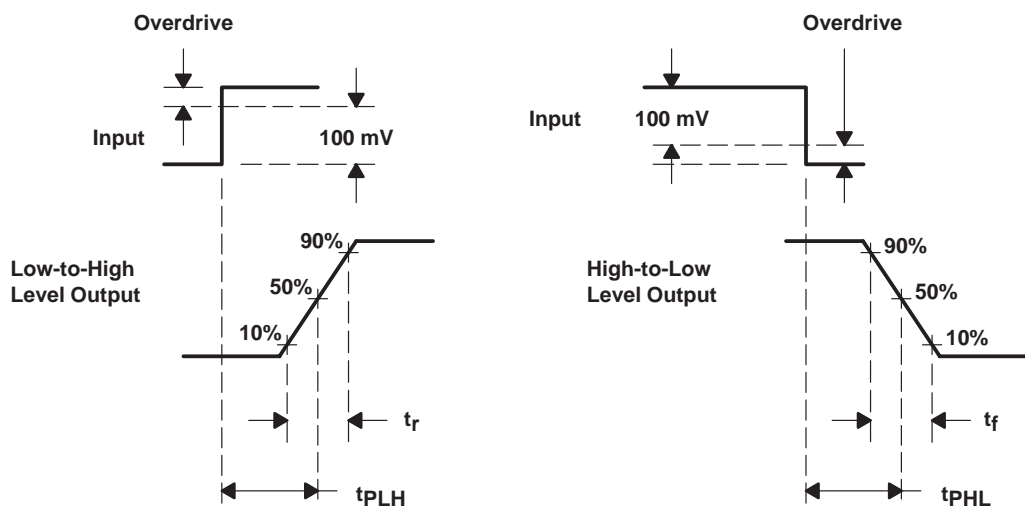 Overdrive
Input
100 mV
90%
Low-to-High
Level Output
50%
10%
tr
tPLH
Overdrive
Input
100 mV
90%
High-to-Low
Level Output
50%
10%
tf
tPHL